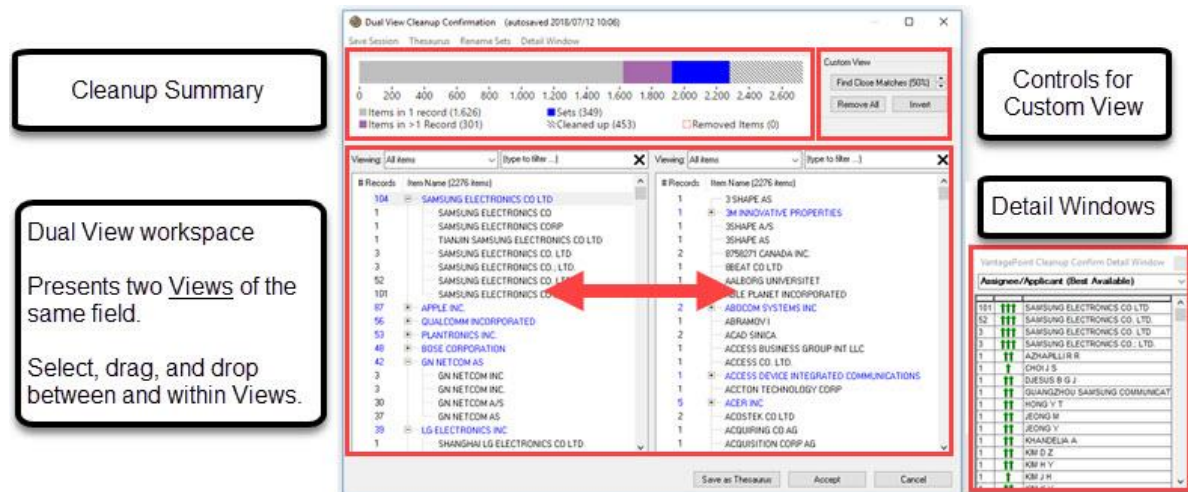 Cleanup Summary
Dual View workspace
Presents two Views of the
same field.
Select, drag, and drop
between and within Views.
Dual View Cleanup Confirmation (autosaved 2018/07/12 10:06)
Save Session Thesaurus Rename Sets Detail Window
0 200 400 600 800 1.000 1.200 1.400 1.600 1.800 2.000 2.200 2.400 2.600
Items in 1 record (1,626) Sets (349)
Items in >1 Record (301) Cleaned up (453) Removed Items (0)
Custom View
Find Close Matches (50%)
Remove All Invert
Viewing: All items (type to filter ...)
# Records Item Name (2276 items)
104 SAMSUNG ELECTRONICS CO LTD
1 SAMSUNG ELECTRONICS CO
1 SAMSUNG ELECTRONICS CORP
1 TIANJIN SAMSUNG ELECTRONICS CO LTD
3 SAMSUNG ELECTRONICS CO. LTD
3 SAMSUNG ELECTRONICS CO.; LTD.
52 SAMSUNG ELECTRONICS CO.
101 SAMSUNG ELECTRONICS CO
87 APPLE INC.
56 QUALCOMM INCORPORATED
53 PLANTRONICS INC.
48 BOSE CORPORATION
42 GN NETCOM AS
3 GN NETCOM INC
3 GN NETCOM INC.
30 GN NETCOM A/S
37 GN NETCOM AS
39 LG ELECTRONICS INC
1 SHANGHAI LG ELECTRONICS CO LTD
Viewing: All items (type to filter ...)
# Records Item Name (2276 items)
1 3 SHAPE AS
1 3M INNOVATIVE PROPERTIES
1 3SHAPE A/S
1 3SHAPE AS
2 8758271 CANADA INC.
1 8BEAT CO LTD
1 AALBORG UNIVERSITET
PLANET INCORPORATED
2 ABOCOM SYSTEMS INC
1 ABRAMOV I
2 ACAD SINICA
1 ACCESS BUSINESS GROUP INT LLC
1 ACCESS CO. LTD.
1 ACCESS DEVICE INTEGRATED COMMUNICATIONS
1 ACCTON TECHNOLOGY CORP
5 ACER INC
2 ACOSTEK CO LTD
1 ACQUIRING CO AG
1 ACQUISITION CORP AG
Save as Thesaurus Accept Cancel
Controls for
Custom View
Detail Windows
VantagePoint Cleanup Confirm Detail Window
Assignee/Applicant (Best Available)
101 SAMSUNG ELECTRONICS CO LTD
52 SAMSUNG ELECTRONICS CO. LTD.
3 SAMSUNG ELECTRONICS CO. LTD
3 SAMSUNG ELECTRONICS CO.; LTD.
1 AZHAPILLI R R
1 CHOI J S
1 DJESUS B G J
1 GUANGZHOU SAMSUNG COMMUNICAT
1 HONG Y T
1 JEONG M
1 JEONG Y
1 KHANDELIA A
1 KIM D Z
1 KIM H Y
1 KIM J H